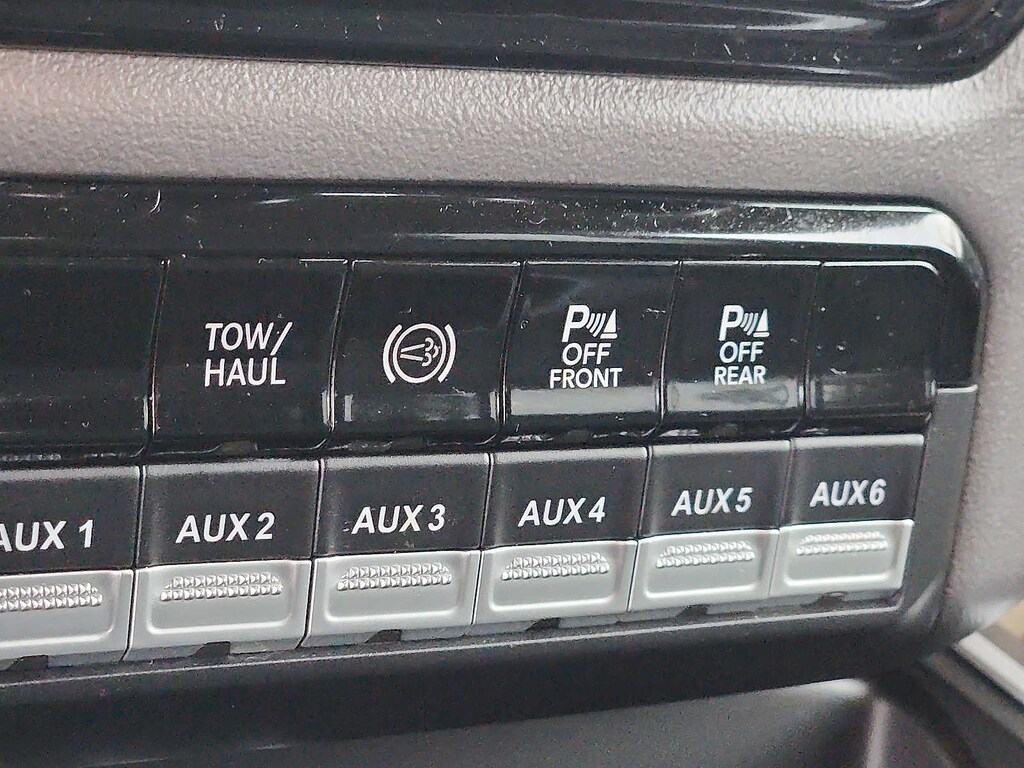 TOW/
HAUL
P
OFF
FRONT
P
OFF
REAR
AUX 1
AUX 2
AUX 3
AUX 4
AUX 5
AUX 6